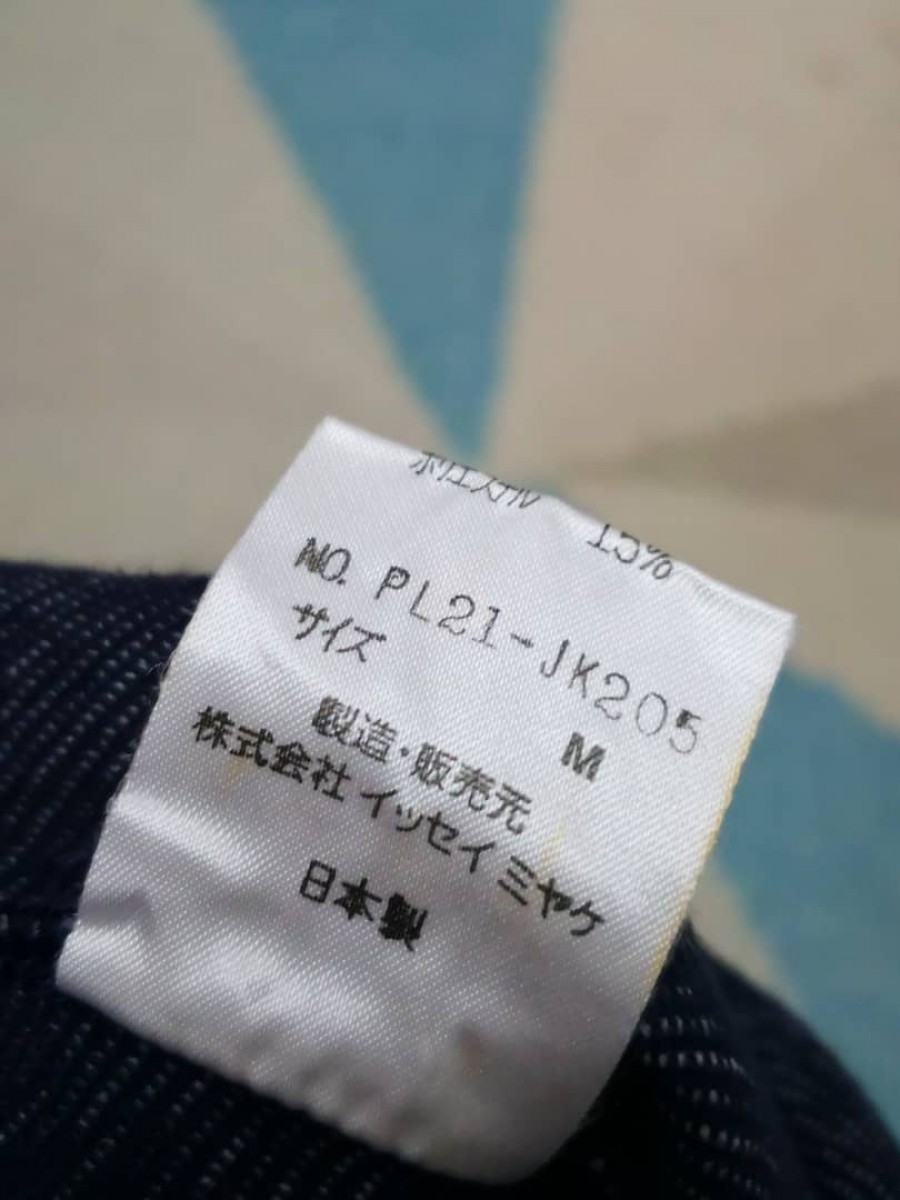 ポリエステル 15%
NO. PL21-JK205
サイズ M
製造・販売元
株式会社 イッセイ ミヤケ
日本製